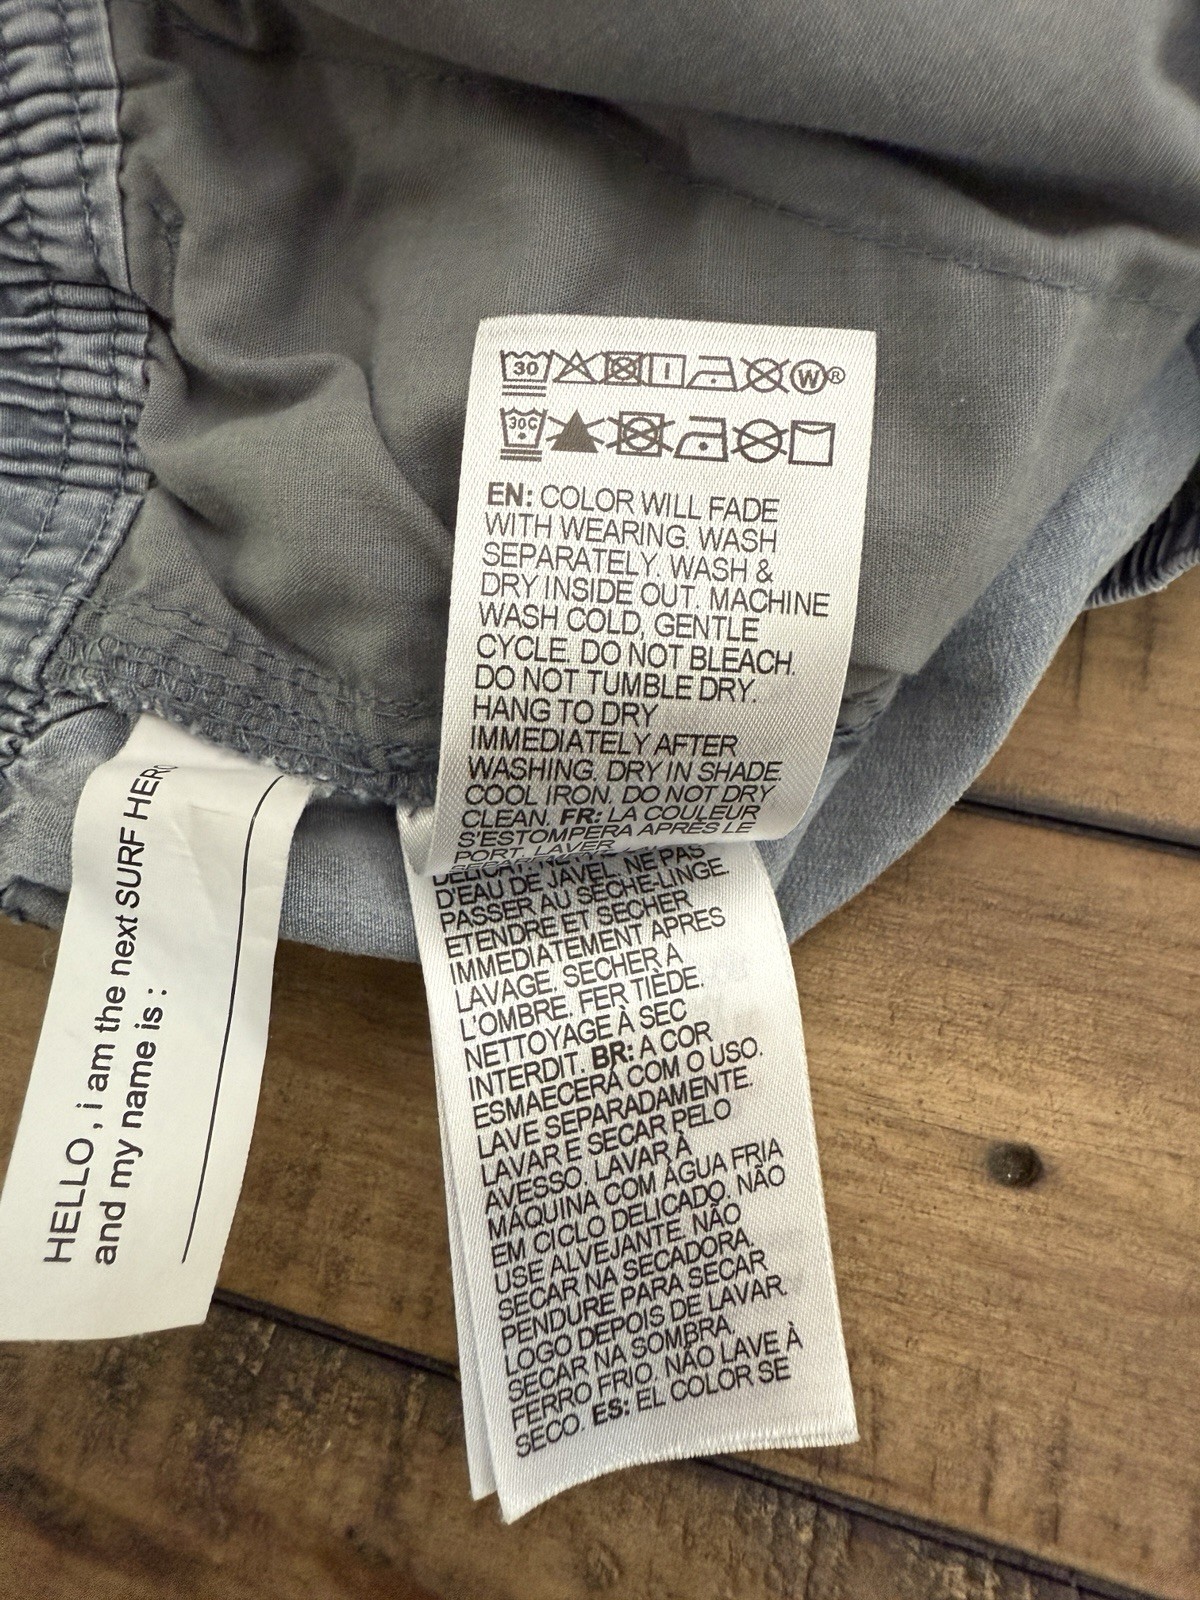 30
W®
30C
EN: COLOR WILL FADE
WITH WEARING. WASH
SEPARATELY. WASH &
DRY INSIDE OUT. MACHINE
WASH COLD, GENTLE
CYCLE. DO NOT BLEACH.
DO NOT TUMBLE DRY.
HANG TO DRY
IMMEDIATELY AFTER
WASHING. DRY IN SHADE.
COOL IRON. DO NOT DRY
CLEAN. FR: LA COULEUR
S'ESTOMPERA APRÈS LE
PORT. LAVER
D'EAU DE JAVEL. NE PAS
PASSER AU SÈCHE-LINGE.
ETENDRE ET SECHER
IMMEDIATEMENT APRES
LAVAGE. SECHER A
L'OMBRE. FER TIÈDE.
NETTOYAGE À SEC
INTERDIT. BR: A COR
ESMAECERÁ COM O USO.
LAVE SEPARADAMENTE.
LAVAR E SECAR PELO
AVESSO. LAVAR À
MÁQUINA COM ÁGUA FRIA
EM CICLO DELICADO. NÃO
USE ALVEJANTE. NÃO
SECAR NA SECADORA.
PENDURE PARA SECAR
LOGO DEPOIS DE LAVAR.
SECAR NA SOMBRA.
FERRO FRIO. NÃO LAVE À
SECO. ES: EL COLOR SE
HELLO , i am the next SURF HERO
and my name is :